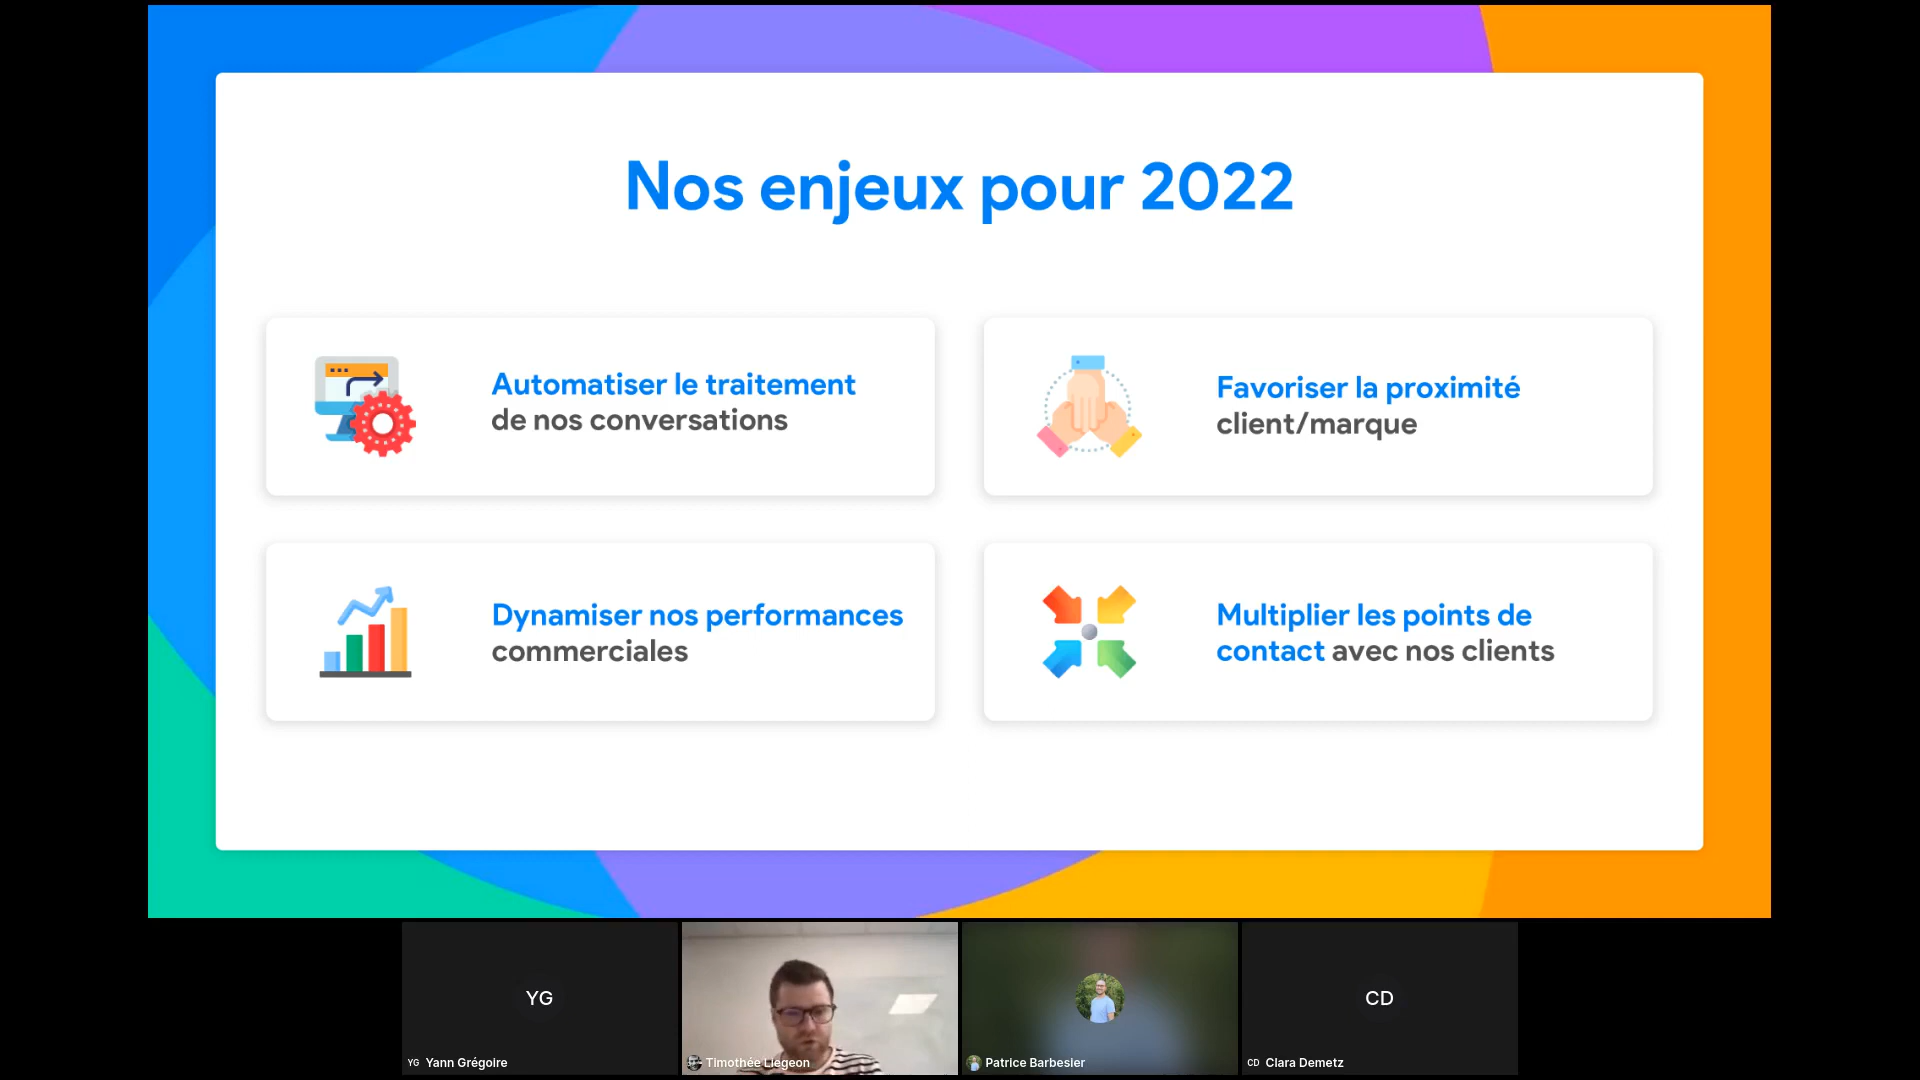 Nos enjeux pour 2022
Automatiser le traitement
de nos conversations
Favoriser la proximité
client/marque
Dynamiser nos performances
commerciales
Multiplier les points de
contact avec nos clients
YG
YG Yann Grégoire
Timothée Liegeon
Patrice Barbesier
CD
CD Clara Demetz